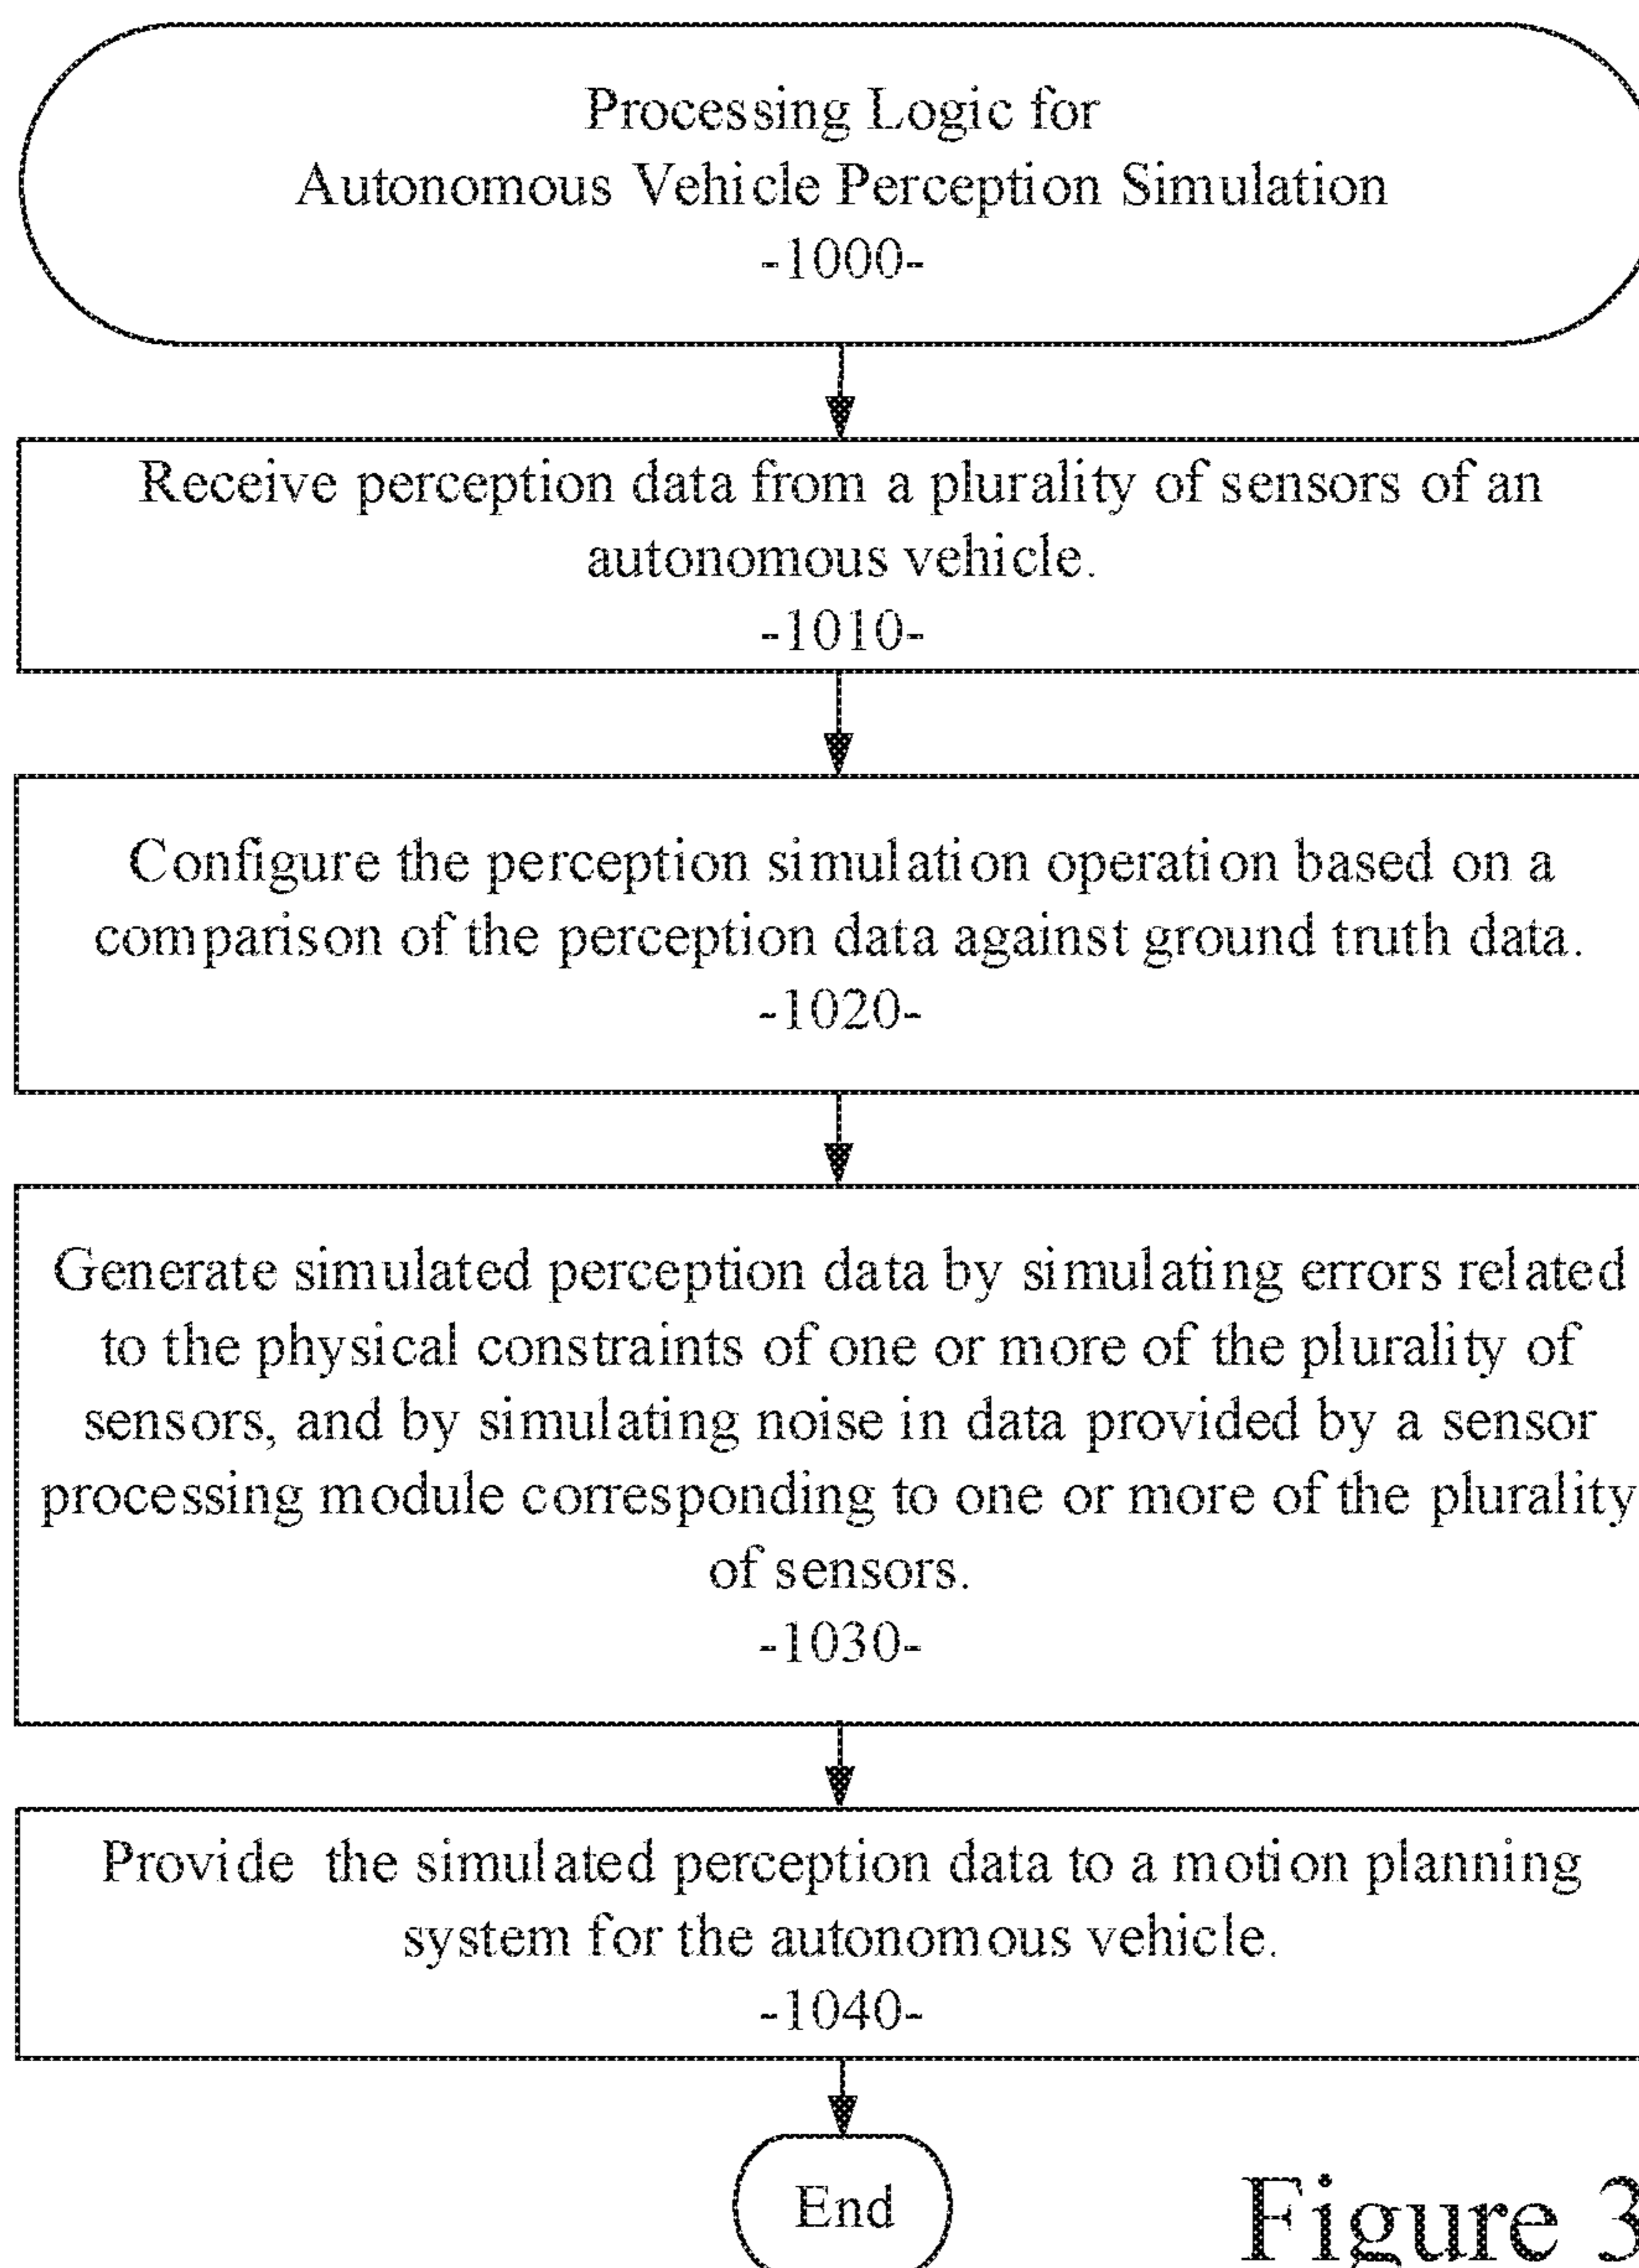 Processing Logic for
Autonomous Vehicle Perception Simulation
-1000-
Receive perception data from a plurality of sensors of an
autonomous vehicle.
-1010-
Configure the perception simulation operation based on a
comparison of the perception data against ground truth data.
-1020-
Generate simulated perception data by simulating errors related
to the physical constraints of one or more of the plurality of
sensors, and by simulating noise in data provided by a sensor
processing module corresponding to one or more of the plurality
of sensors.
-1030-
Provide the simulated perception data to a motion planning
system for the autonomous vehicle.
-1040-
End
Figure 3